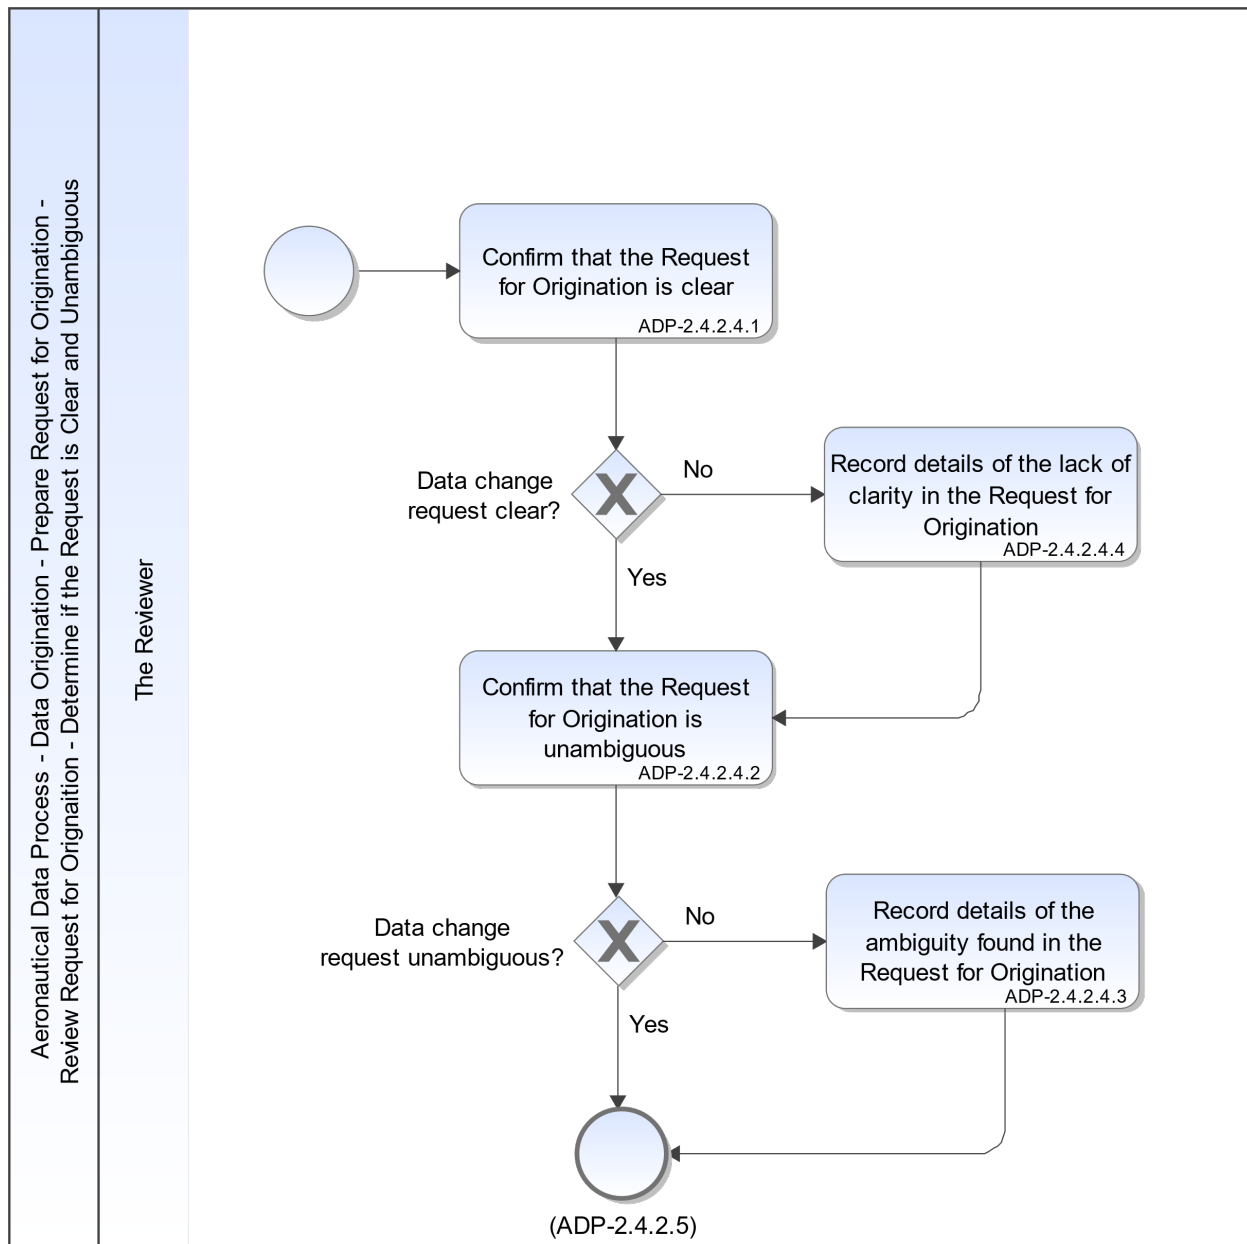 Aeronautical Data Process - Data Origination - Prepare Request for Origination -
Review Request for Orignaition - Determine if the Request is Clear and Unambiguous
The Reviewer
Confirm that the Request
for Origination is clear
ADP-2.4.2.4.1
Data change
request clear?
No
Record details of the lack of
clarity in the Request for
Origination
ADP-2.4.2.4.4
Yes
Confirm that the Request
for Origination is
unambiguous
ADP-2.4.2.4.2
Data change
request unambiguous?
No
Record details of the
ambiguity found in the
Request for Origination
ADP-2.4.2.4.3
Yes
(ADP-2.4.2.5)